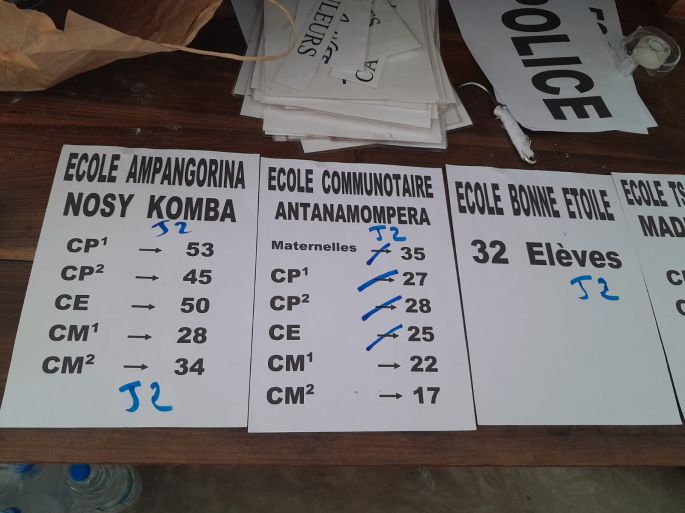 ILEURS
CA
POLICE
ECOLE AMPANGORINA
NOSY KOMBA
J2
CP¹ → 53
CP² → 45
CE → 50
CM¹ → 28
CM² → 34
J2
ECOLE COMMUNOTAIRE
ANTANAMOMPERA
J2
Maternelles → 35
CP¹ → 27
CP² → 28
CE → 25
CM¹ → 22
CM² → 17
ECOLE BONNE ETOILE
32 Elèves
J2
ECOLE TS
MAD